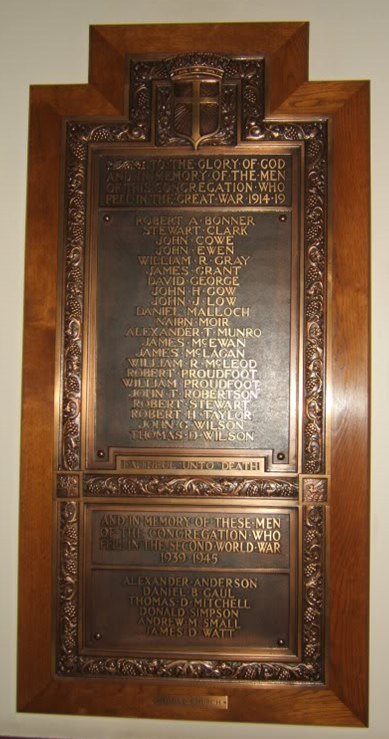 TO·THE GLORY·OF·GOD
AND·IN·MEMORY·OF·THE·MEN
OF·THIS·CONGREGATION·WHO
FELL·IN·THE·GREAT·WAR·1914-19
ROBERT·A·BONNER
STEWART·CLARK
JOHN·COWE
JOHN·EWEN
WILLIAM·R·GRAY
JAMES·GRANT
DAVID·GEORGE
JOHN·H·GOW
JOHN·J·LOW
DANIEL·MALLOCH
NAIRN·MOIR
ALEXANDER·T·MUNRO
JAMES·McEWAN
JAMES·McLAGAN
WILLIAM·R·McLEOD
ROBERT·PROUDFOOT
WILLIAM·PROUDFOOT
JOHN·T·ROBERTSON
ROBERT·STEWART
ROBERT·H·TAYLOR
JOHN·G·WILSON
THOMAS·D·WILSON
FAITHFUL·UNTO·DEATH
AND·IN·MEMORY·OF·THESE·MEN
OF·THE·CONGREGATION·WHO
FELL·IN·THE·SECOND·WORLD·WAR
1939-1945
ALEXANDER·ANDERSON
DANIEL·B·GAUL
THOMAS·D·MITCHELL
DONALD·SIMPSON
ANDREW·M·SMALL
JAMES·D·WATT